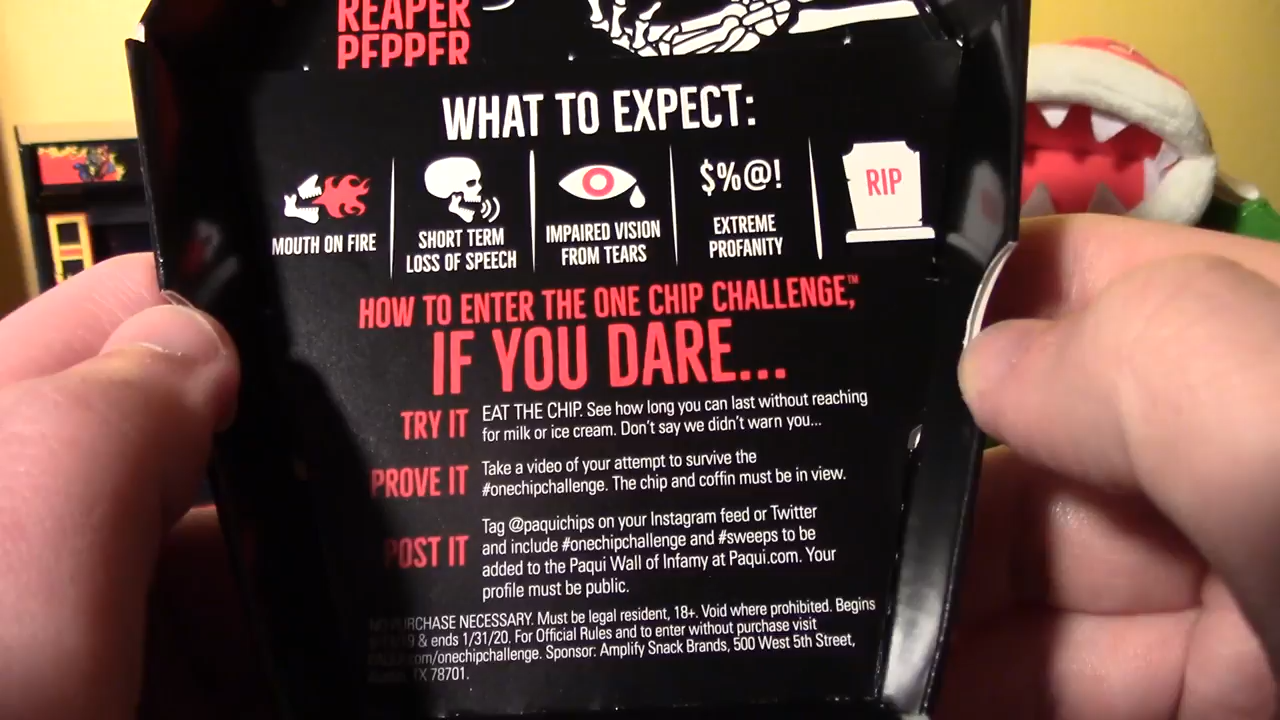 REAPER
PEPPER
WHAT TO EXPECT:
MOUTH ON FIRE
SHORT TERM
LOSS OF SPEECH
IMPAIRED VISION
FROM TEARS
$%@!
EXTREME
PROFANITY
RIP
HOW TO ENTER THE ONE CHIP CHALLENGE,™
IF YOU DARE...
TRY IT
EAT THE CHIP. See how long you can last without reaching
for milk or ice cream. Don't say we didn't warn you...
PROVE IT
Take a video of your attempt to survive the
#onechipchallenge. The chip and coffin must be in view.
POST IT
Tag @paquichips on your Instagram feed or Twitter
and include #onechipchallenge and #sweeps to be
added to the Paqui Wall of Infamy at Paqui.com. Your
profile must be public.
NO PURCHASE NECESSARY. Must be legal resident, 18+. Void where prohibited. Begins
& ends 1/31/20. For Official Rules and to enter without purchase visit
.com/onechipchallenge. Sponsor: Amplify Snack Brands, 500 West 5th Street,
TX 78701.